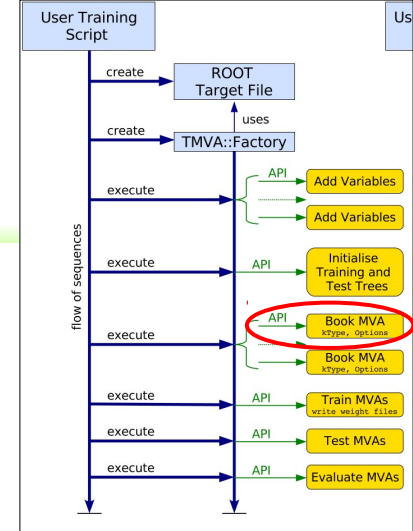 User Training
Script
Us
create
ROOT
Target File
uses
create
TMVA::Factory
execute
API
Add Variables
Add Variables
flow of sequences
execute
API
Initialise
Training and
Test Trees
execute
API
Book MVA
kType, Options
Book MVA
kType, Options
execute
API
Train MVAs
write weight files
execute
API
Test MVAs
execute
API
Evaluate MVAs